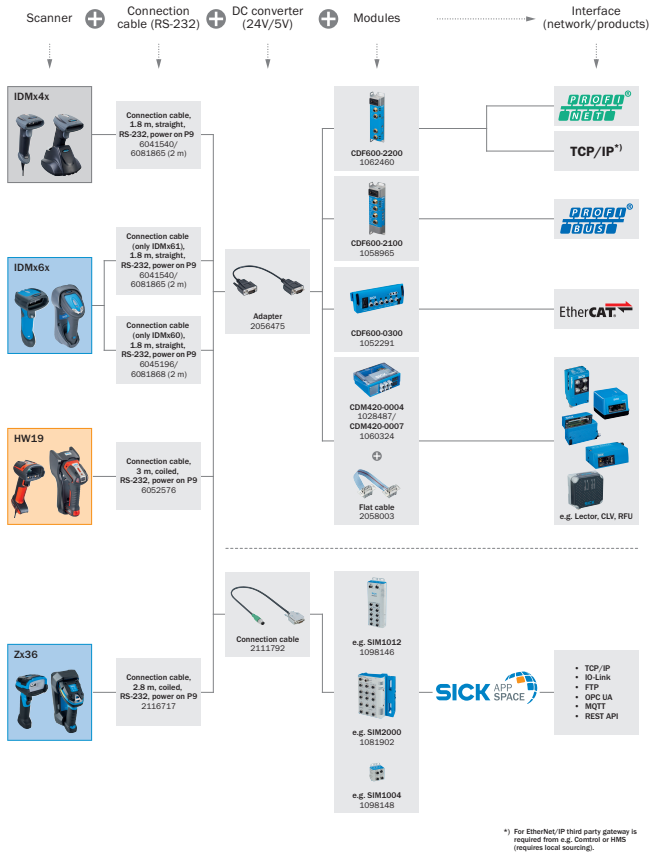 Scanner
Connection
cable (RS-232)
DC converter
(24V/5V)
Modules
Interface
(network/products)
IDMx4x
Connection cable,
1.8 m, straight,
RS-232, power on P9
6041540/
6081865 (2 m)
IDMx6x
Connection cable
(only IDMx61),
1.8 m, straight,
RS-232, power on P9
6041540/
6081865 (2 m)
Connection cable
(only IDMx60),
1.8 m, straight,
RS-232, power on P9
6045196/
6081868 (2 m)
HW19
Connection cable,
3 m, coiled,
RS-232, power on P9
6052576
Zx36
Connection cable,
2.8 m, coiled,
RS-232, power on P9
2116717
Adapter
2056475
Connection cable
2111792
CDF600-2200
1062460
CDF600-2100
1058965
CDF600-0300
1052291
CDM420-0004
1028487/
CDM420-0007
1060324
Flat cable
2058003
e.g. SIM1012
1098146
e.g. SIM2000
1081902
e.g. SIM1004
1098148
PROFI®
NET
TCP/IP*)
PROFI®
BUS
EtherCAT®
SICK
e.g. Lector, CLV, RFU
SICK APP
SPACE
• TCP/IP
• IO-Link
• FTP
• OPC UA
• MQTT
• REST API
*) For EtherNet/IP third party gateway is
required from e.g. Comtrol or HMS
(requires local sourcing).